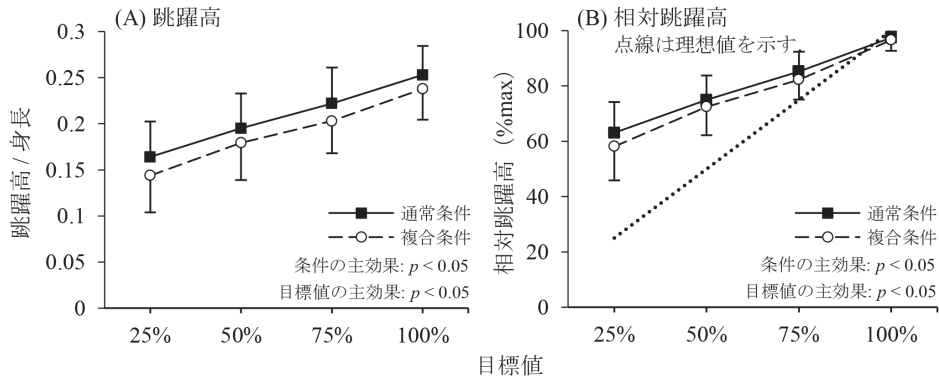 (A) 跳躍高
跳躍高 / 身長
0.3
0.25
0.2
0.15
0.1
0.05
0
通常条件
複合条件
条件の主効果: p < 0.05
目標値の主効果: p < 0.05
25%
50%
75%
100%
(B) 相対跳躍高
点線は理想値を示す
相対跳躍高（%max）
100
80
60
40
20
0
通常条件
複合条件
条件の主効果: p < 0.05
目標値の主効果: p < 0.05
25%
50%
75%
100%
目標値